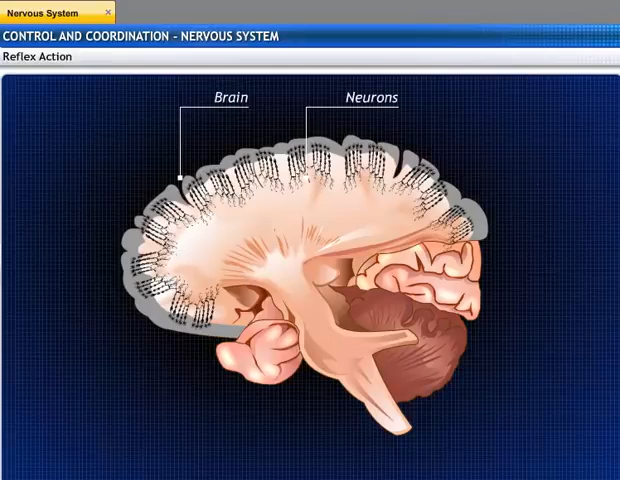 Nervous System
CONTROL AND COORDINATION - NERVOUS SYSTEM
Reflex Action
Brain
Neurons